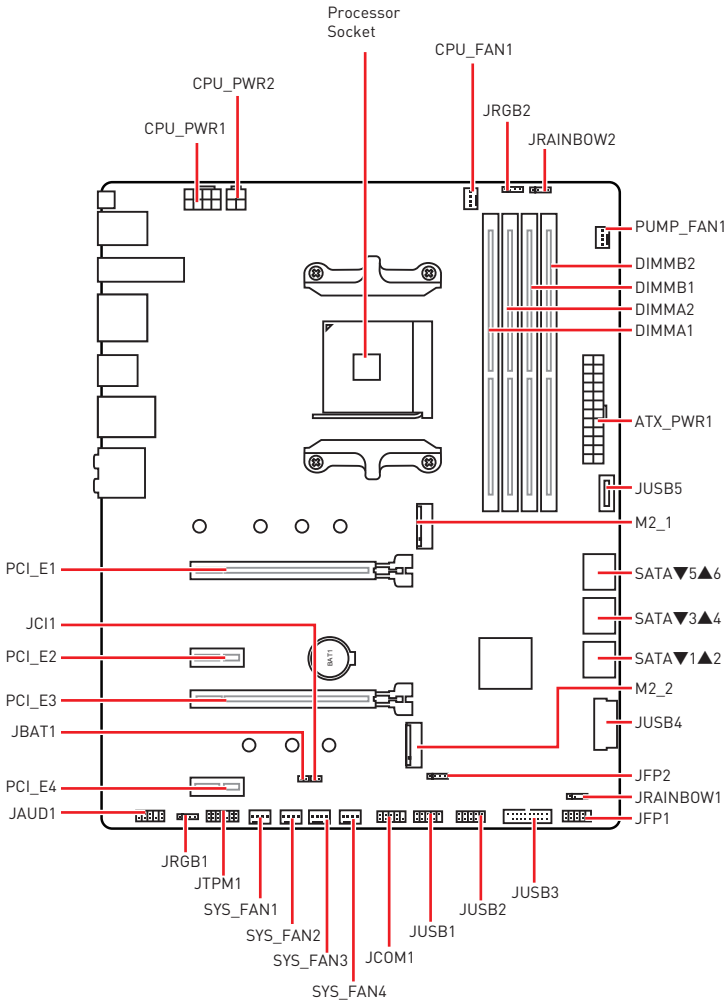 Processor
Socket
CPU_FAN1
CPU_PWR2
JRGB2
CPU_PWR1
JRAINBOW2
PUMP_FAN1
DIMMB2
DIMMB1
DIMMA2
DIMMA1
ATX_PWR1
JUSB5
M2_1
PCI_E1
SATA▼5▲6
JCI1
SATA▼3▲4
PCI_E2
BAT1
SATA▼1▲2
M2_2
PCI_E3
JUSB4
JBAT1
JFP2
PCI_E4
JRAINBOW1
JAUD1
JFP1
JRGB1
JTPM1
JUSB3
SYS_FAN1
JUSB2
SYS_FAN2
JUSB1
SYS_FAN3
JCOM1
SYS_FAN4